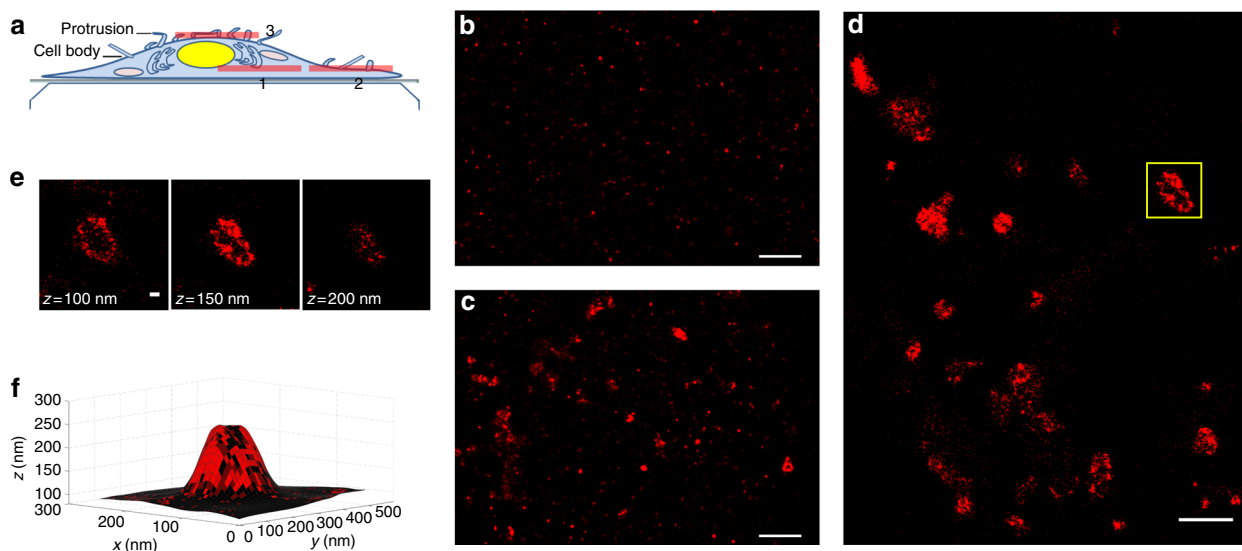 a
Protrusion
Cell body
3
1
2
b
c
d
e
z=100 nm
z=150 nm
z=200 nm
f
300
250
200
150
100
z (nm)
300
200
100
0
x (nm)
0
100
200
300
400
500
y (nm)